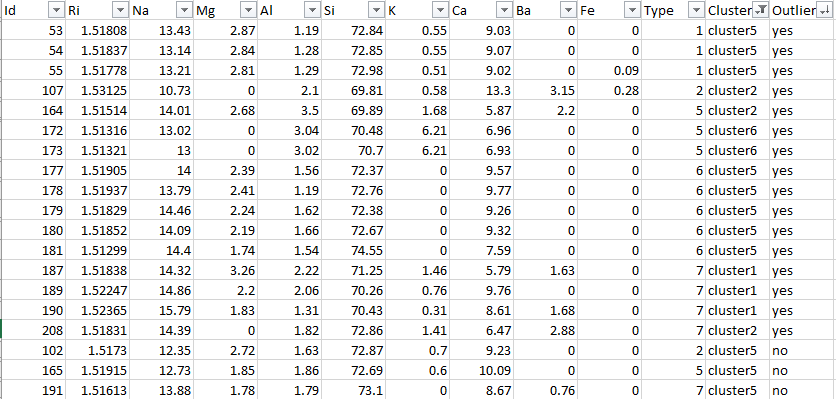 Id Ri Na Mg Al Si K Ca Ba Fe Type Cluster Outlier
53 1.51808 13.43 2.87 1.19 72.84 0.55 9.03 0 0 1 cluster5 yes
54 1.51837 13.14 2.84 1.28 72.85 0.55 9.07 0 0 1 cluster5 yes
55 1.51778 13.21 2.81 1.29 72.98 0.51 9.02 0 0.09 1 cluster5 yes
107 1.53125 10.73 0 2.1 69.81 0.58 13.3 3.15 0.28 2 cluster2 yes
164 1.51514 14.01 2.68 3.5 69.89 1.68 5.87 2.2 0 5 cluster2 yes
172 1.51316 13.02 0 3.04 70.48 6.21 6.96 0 0 5 cluster6 yes
173 1.51321 13 0 3.02 70.7 6.21 6.93 0 0 5 cluster6 yes
177 1.51905 14 2.39 1.56 72.37 0 9.57 0 0 6 cluster5 yes
178 1.51937 13.79 2.41 1.19 72.76 0 9.77 0 0 6 cluster5 yes
179 1.51829 14.46 2.24 1.62 72.38 0 9.26 0 0 6 cluster5 yes
180 1.51852 14.09 2.19 1.66 72.67 0 9.32 0 0 6 cluster5 yes
181 1.51299 14.4 1.74 1.54 74.55 0 7.59 0 0 6 cluster5 yes
187 1.51838 14.32 3.26 2.22 71.25 1.46 5.79 1.63 0 7 cluster1 yes
189 1.52247 14.86 2.2 2.06 70.26 0.76 9.76 0 0 7 cluster1 yes
190 1.52365 15.79 1.83 1.31 70.43 0.31 8.61 1.68 0 7 cluster1 yes
208 1.51831 14.39 0 1.82 72.86 1.41 6.47 2.88 0 7 cluster2 yes
102 1.5173 12.35 2.72 1.63 72.87 0.7 9.23 0 0 2 cluster5 no
165 1.51915 12.73 1.85 1.86 72.69 0.6 10.09 0 0 5 cluster5 no
191 1.51613 13.88 1.78 1.79 73.1 0 8.67 0.76 0 7 cluster5 no